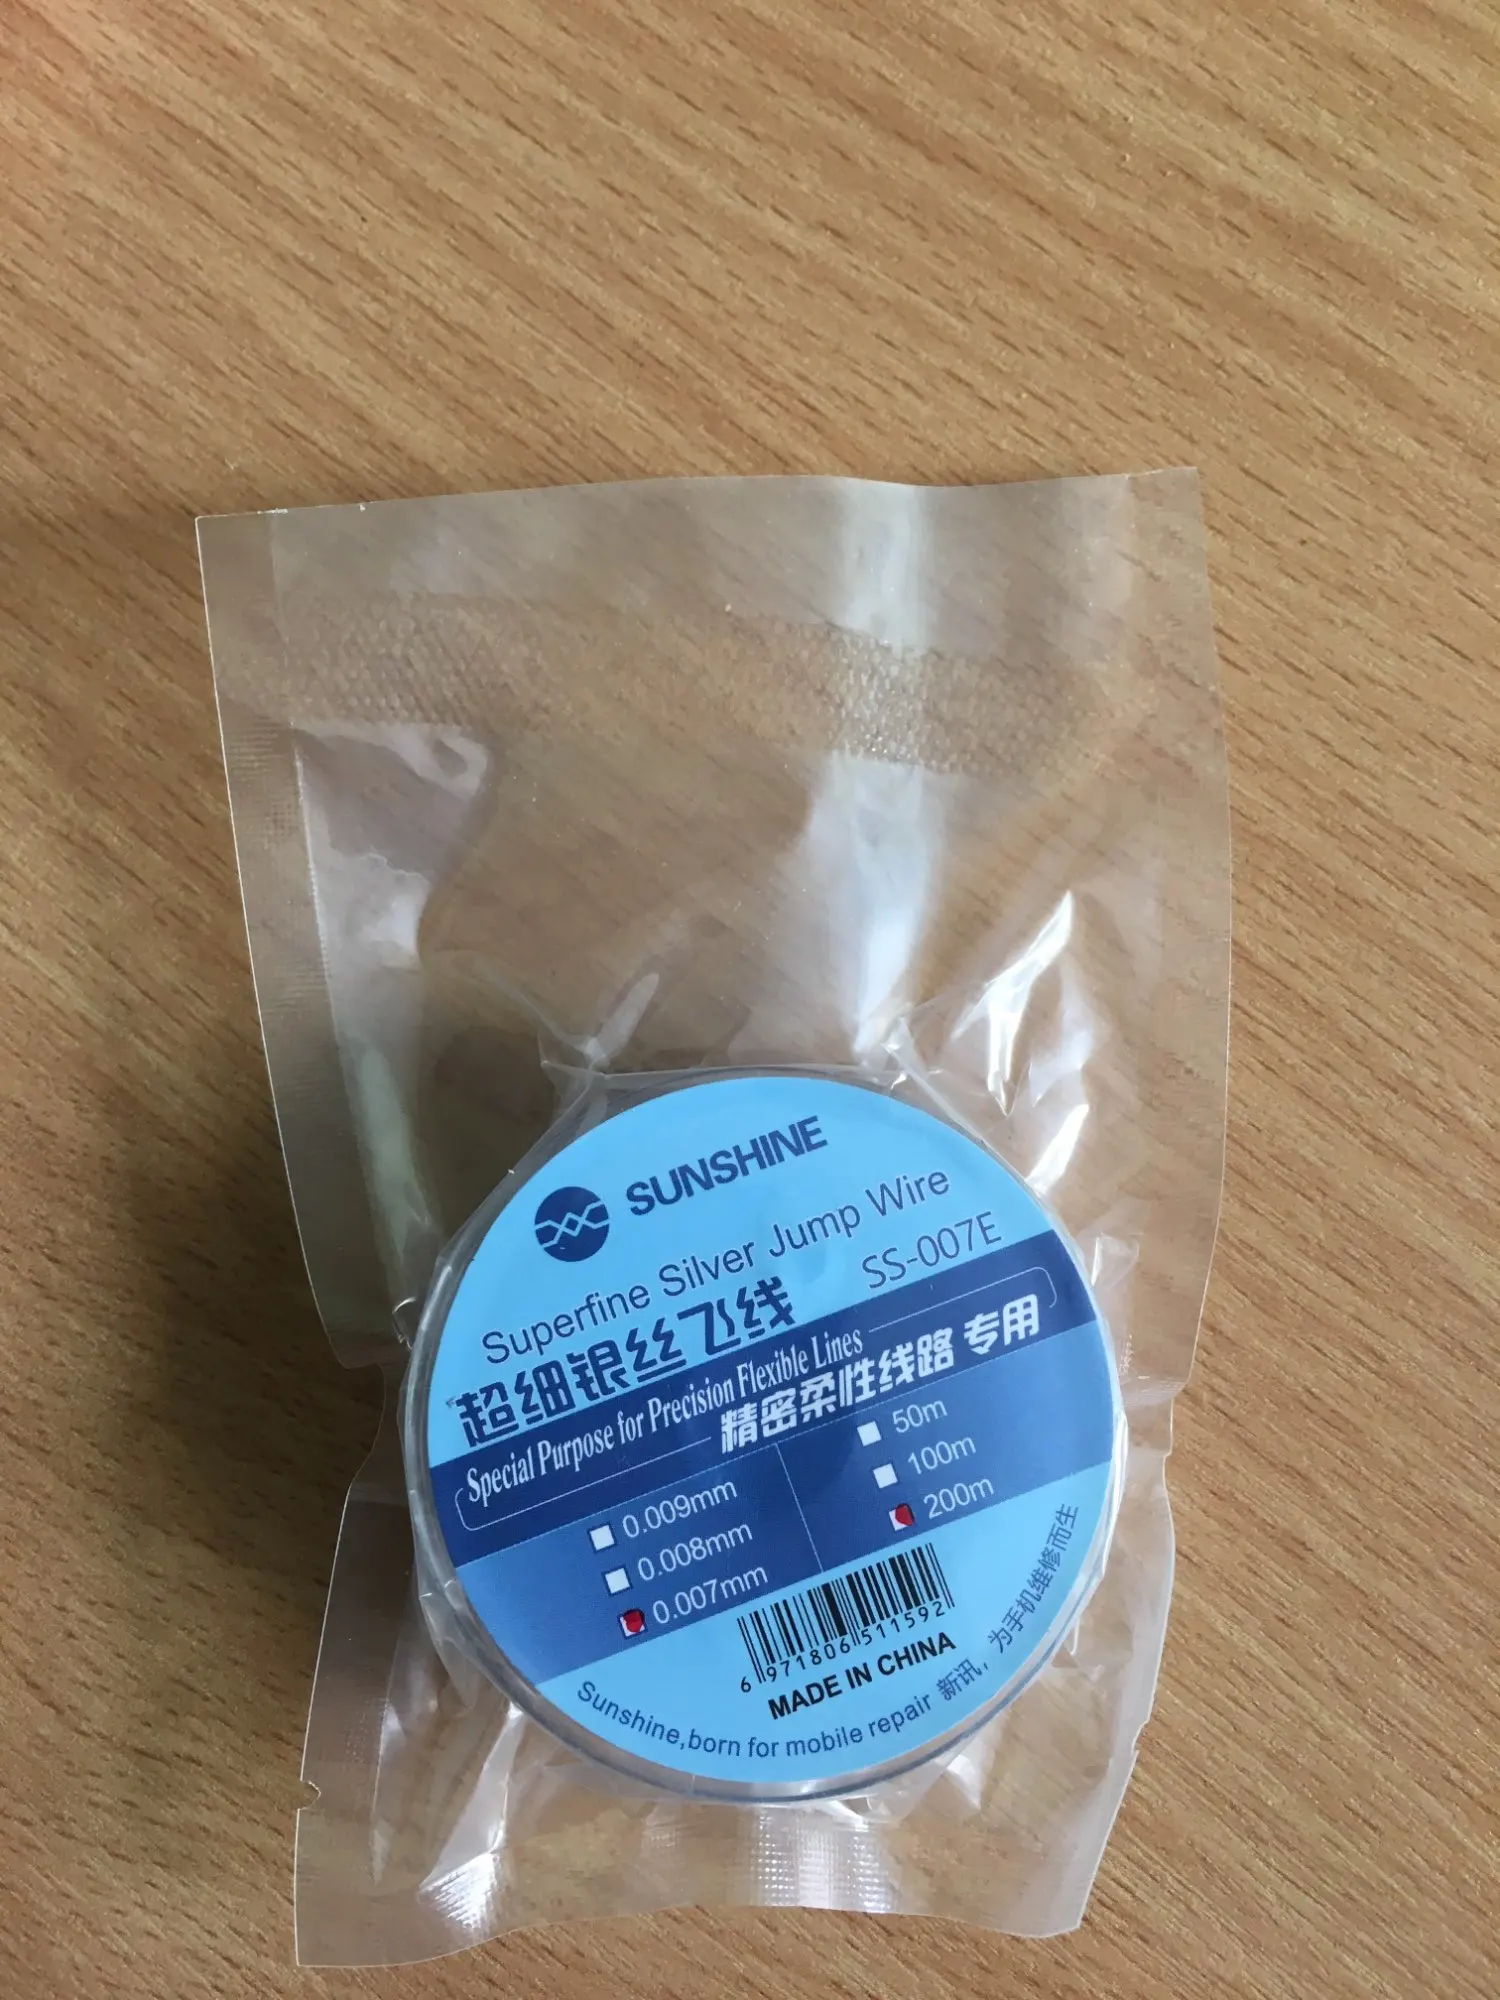 SUNSHINE
Superfine Silver Jump Wire
超细银丝飞线 SS-007E
Special Purpose for Precision Flexible Lines
精密柔性线路 专用
0.009mm
0.008mm
0.007mm
50m
100m
200m
6 971806 511592
MADE IN CHINA
Sunshine,born for mobile repair 新讯，为手机维修而生